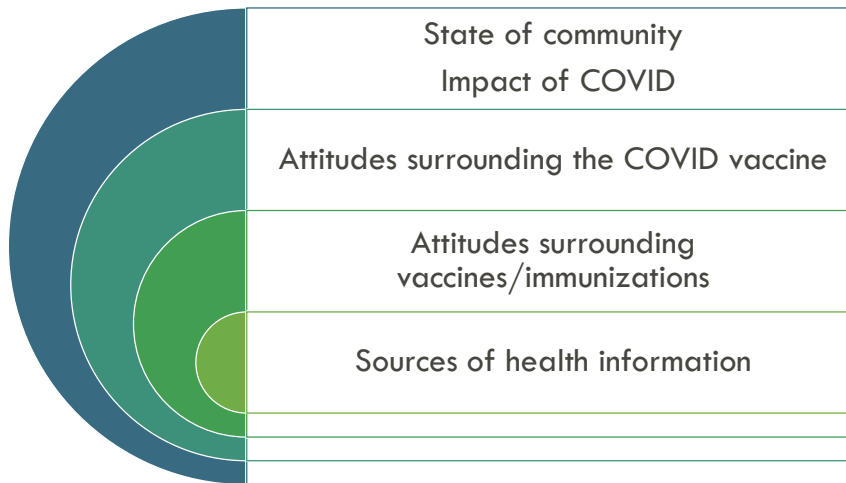 State of community
Impact of COVID
Attitudes surrounding the COVID vaccine
Attitudes surrounding
vaccines/immunizations
Sources of health information